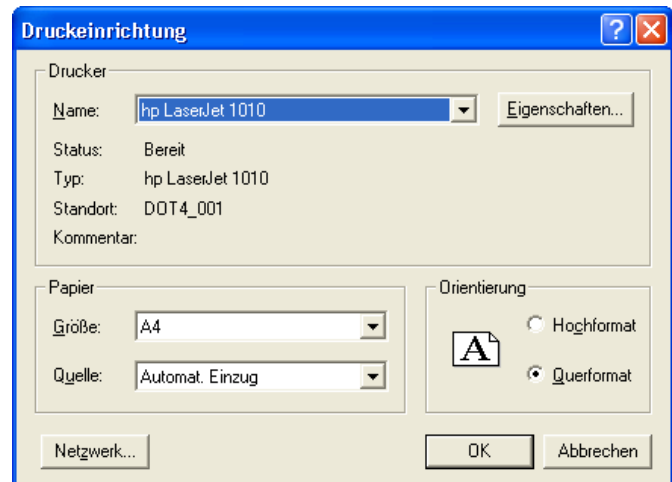 Druckeinrichtung
Drucker
Name: hp LaserJet 1010 Eigenschaften...
Status: Bereit
Typ: hp LaserJet 1010
Standort: DOT4_001
Kommentar:
Papier
Größe: A4
Quelle: Automat. Einzug
Orientierung
A
Hochformat
Querformat
Netzwerk... OK Abbrechen